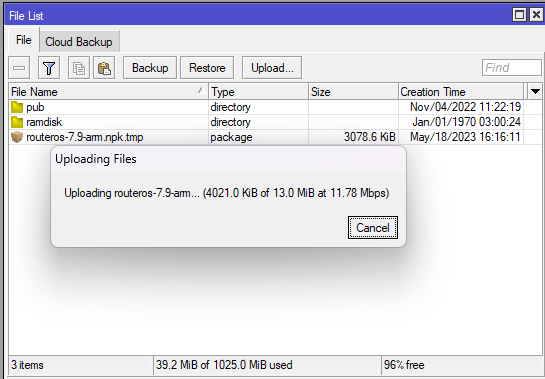 File List
File Cloud Backup
Backup Restore Upload... Find
File Name Type Size Creation Time
pub directory Nov/04/2022 11:22:19
ramdisk directory Jan/01/1970 03:00:24
routeros-7.9-arm.npk.tmp package 3078.6 KiB May/18/2023 16:16:11
Uploading Files
Uploading routeros-7.9-arm... (4021.0 KiB of 13.0 MiB at 11.78 Mbps)
Cancel
3 items 39.2 MiB of 1025.0 MiB used 96% free